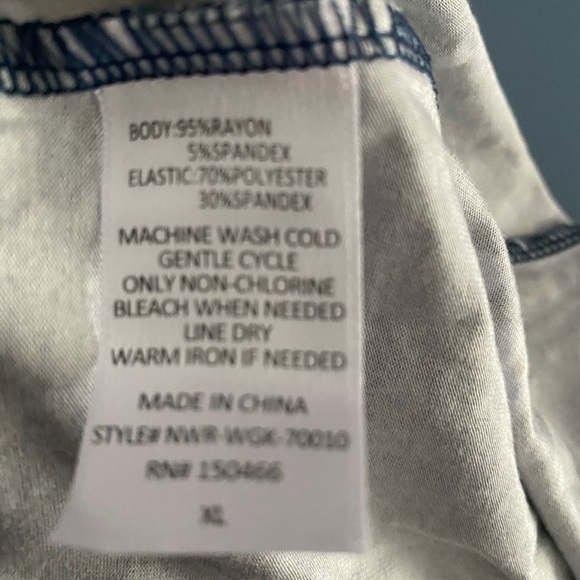 BODY:95%RAYON
5%SPANDEX
ELASTIC:70%POLYESTER
30%SPANDEX
MACHINE WASH COLD
GENTLE CYCLE
ONLY NON-CHLORINE
BLEACH WHEN NEEDED
LINE DRY
WARM IRON IF NEEDED
MADE IN CHINA
STYLE# NWR-WGK-70010
RN# 150466
XL